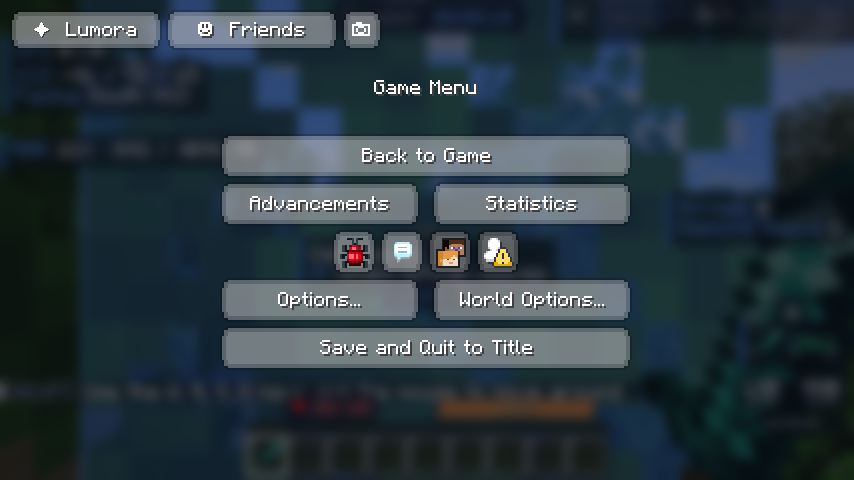 Lumora
Friends
Game Menu
Back to Game
Advancements
Statistics
Options...
World Options...
Save and Quit to Title